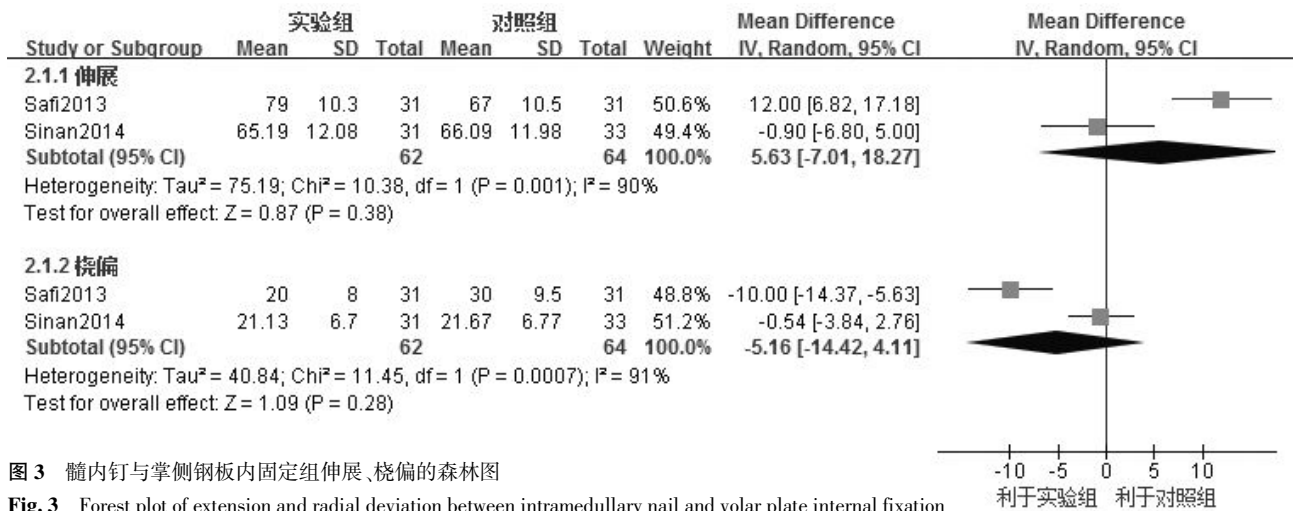 实验组 对照组 Mean Difference Mean Difference
Study or Subgroup Mean SD Total Mean SD Total Weight IV, Random, 95% CI IV, Random, 95% CI
2.1.1 伸展
Safi2013 79 10.3 31 67 10.5 31 50.6% 12.00 [6.82, 17.18]
Sinan2014 65.19 12.08 31 66.09 11.98 33 49.4% -0.90 [-6.80, 5.00]
Subtotal (95% CI) 62 64 100.0% 5.63 [-7.01, 18.27]
Heterogeneity: Tau² = 75.19; Chi² = 10.38, df = 1 (P = 0.001); I² = 90%
Test for overall effect: Z = 0.87 (P = 0.38)
2.1.2 桡偏
Safi2013 20 8 31 30 9.5 31 48.8% -10.00 [-14.37, -5.63]
Sinan2014 21.13 6.7 31 21.67 6.77 33 51.2% -0.54 [-3.84, 2.76]
Subtotal (95% CI) 62 64 100.0% -5.16 [-14.42, 4.11]
Heterogeneity: Tau² = 40.84; Chi² = 11.45, df = 1 (P = 0.0007); I² = 91%
Test for overall effect: Z = 1.09 (P = 0.28)
-10 -5 0 5 10
利于实验组 利于对照组
图 3 髓内钉与掌侧钢板内固定组伸展、桡偏的森林图
Fig. 3 Forest plot of extension and radial deviation between intramedullary nail and volar plate internal fixation